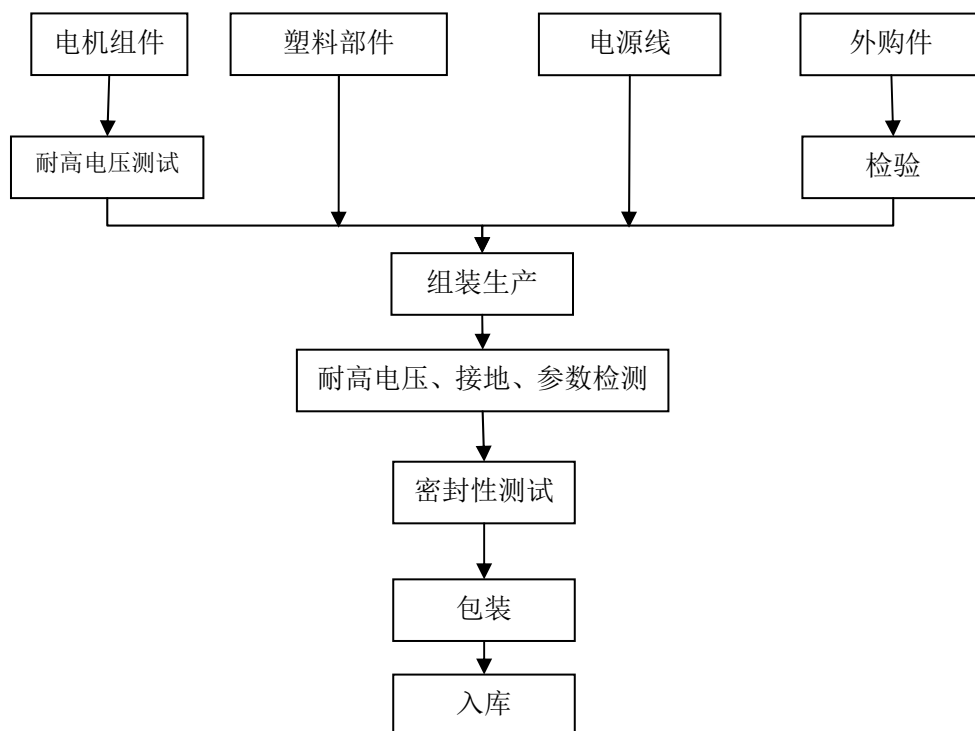 电机组件
塑料部件
电源线
外购件
耐高电压测试
检验
组装生产
耐高电压、接地、参数检测
密封性测试
包装
入库